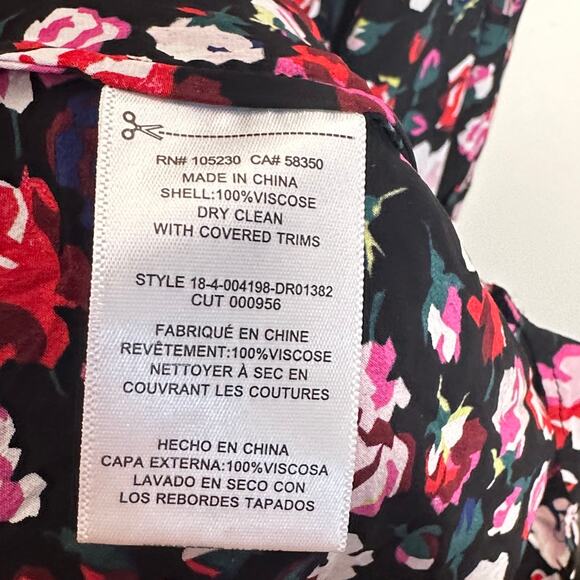 RN# 105230 CA# 58350
MADE IN CHINA
SHELL:100%VISCOSE
DRY CLEAN
WITH COVERED TRIMS
STYLE 18-4-004198-DR01382
CUT 000956
FABRIQUÉ EN CHINE
REVÊTEMENT:100%VISCOSE
NETTOYER À SEC EN
COUVRANT LES COUTURES
HECHO EN CHINA
CAPA EXTERNA:100%VISCOSA
LAVADO EN SECO CON
LOS REBORDES TAPADOS